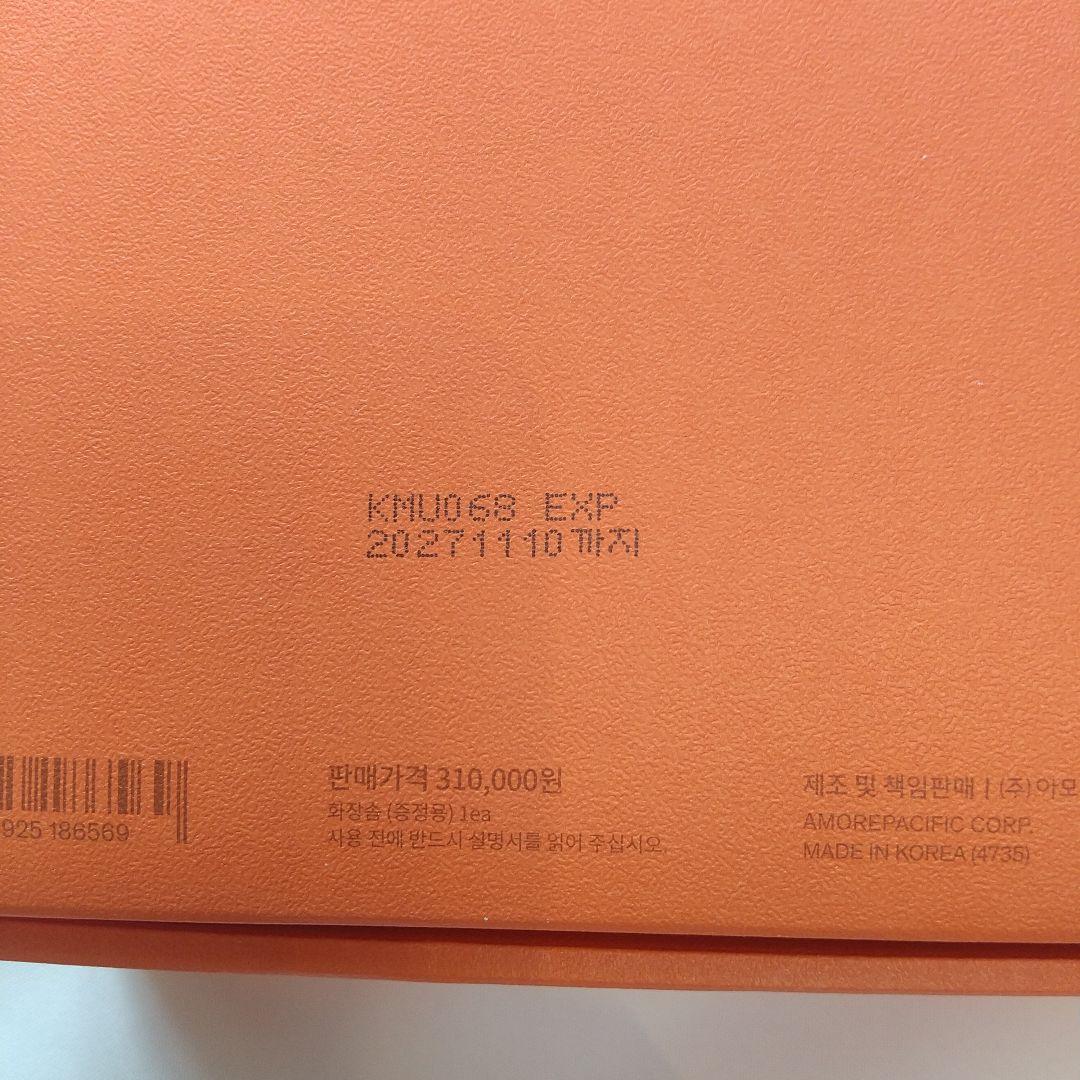 KMU068 EXP
20271110까지
925 186569
판매가격 310,000원
화장솜 (증정용) 1ea
사용 전에 반드시 설명서를 읽어 주십시오.
제조 및 책임판매 | (주)아모
AMOREPACIFIC CORP.
MADE IN KOREA (4735)